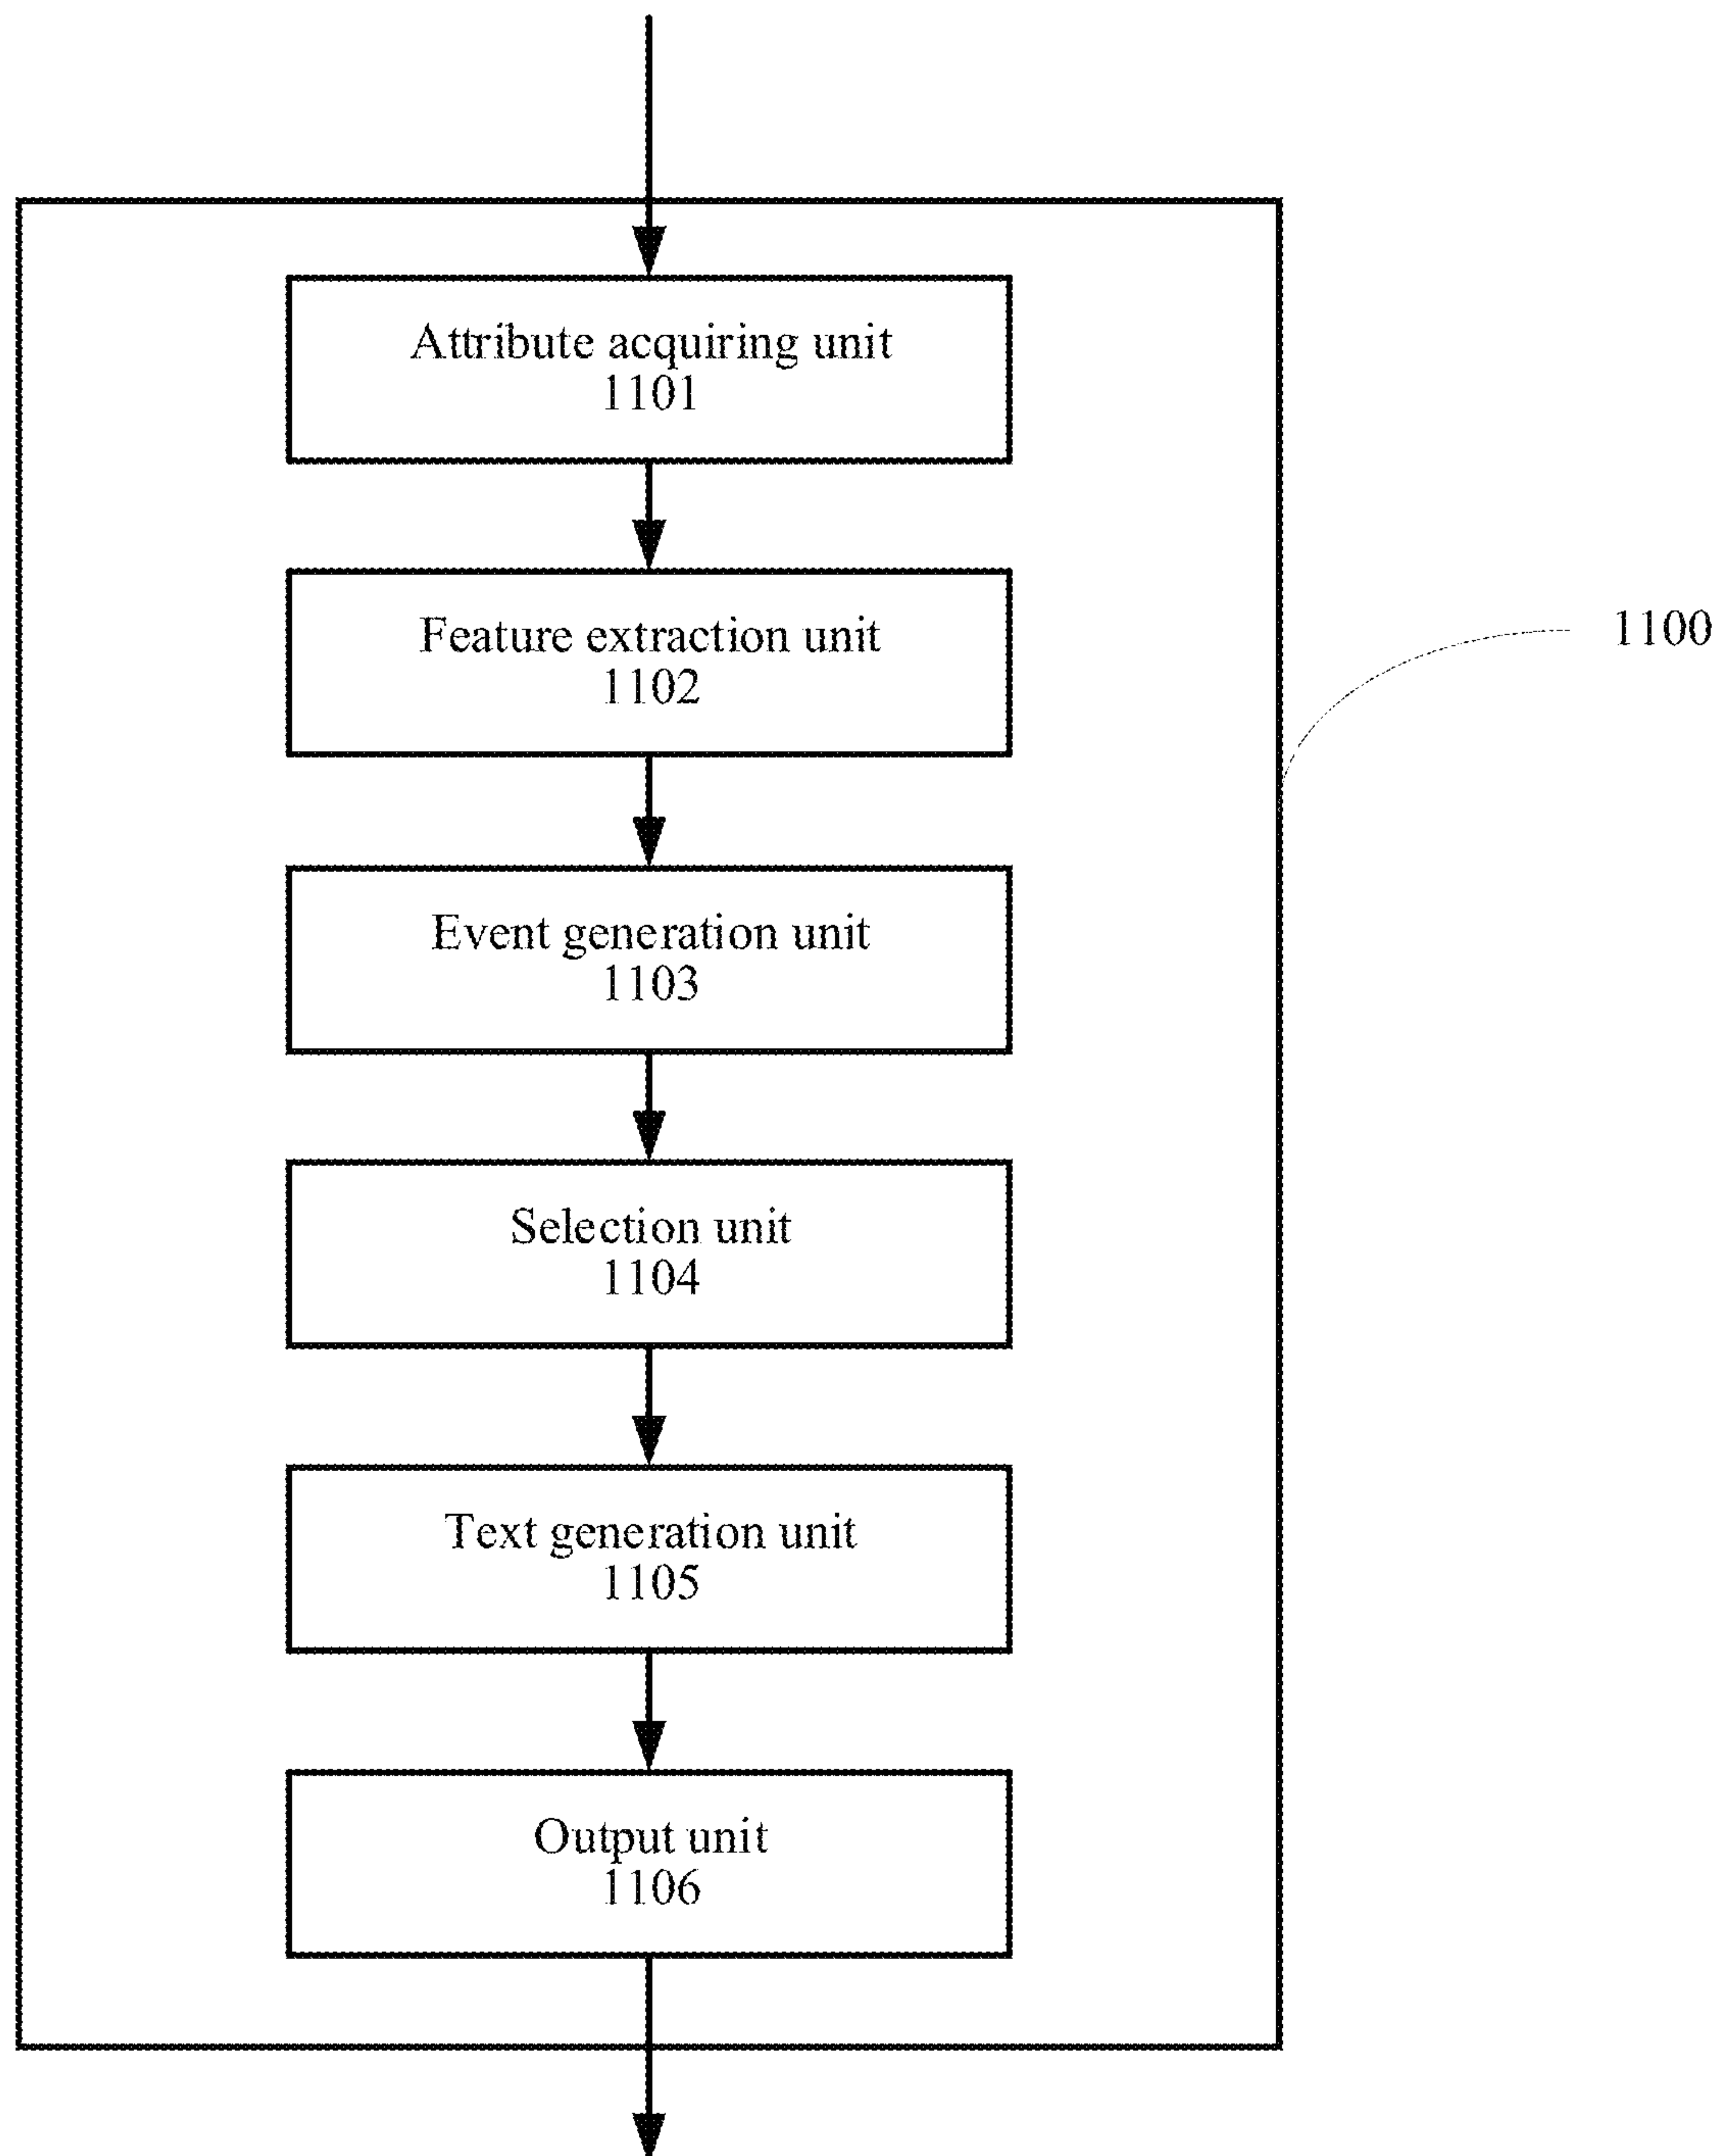 Attribute acquiring unit
1101
Feature extraction unit
1102
1100
Event generation unit
1103
Selection unit
1104
Text generation unit
1105
Output unit
1106